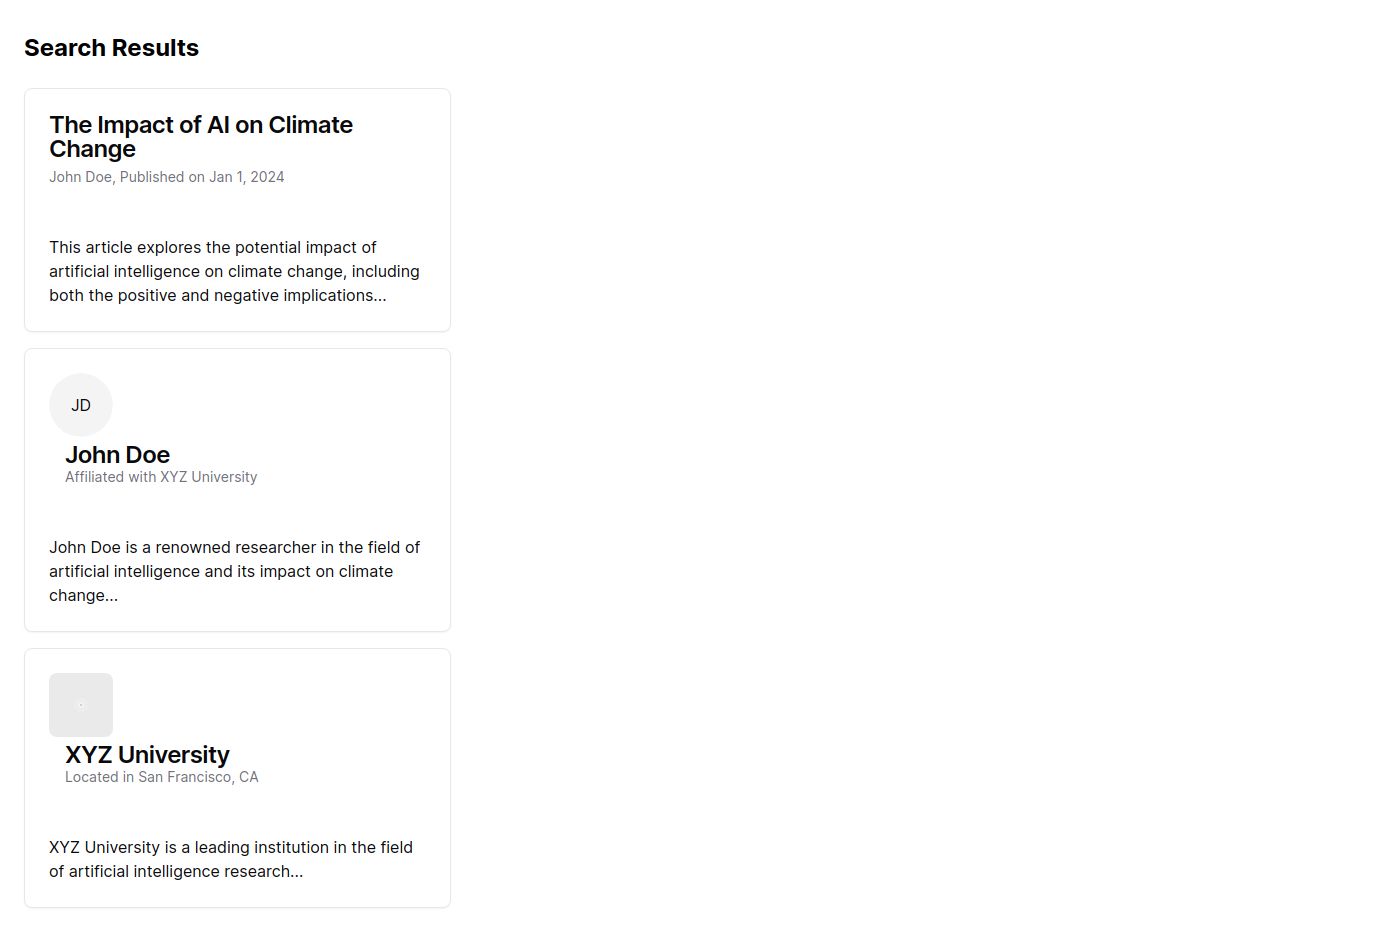 Search Results
The Impact of AI on Climate
Change
John Doe, Published on Jan 1, 2024
This article explores the potential impact of
artificial intelligence on climate change, including
both the positive and negative implications...
JD
John Doe
Affiliated with XYZ University
John Doe is a renowned researcher in the field of
artificial intelligence and its impact on climate
change...
XYZ University
Located in San Francisco, CA
XYZ University is a leading institution in the field
of artificial intelligence research...